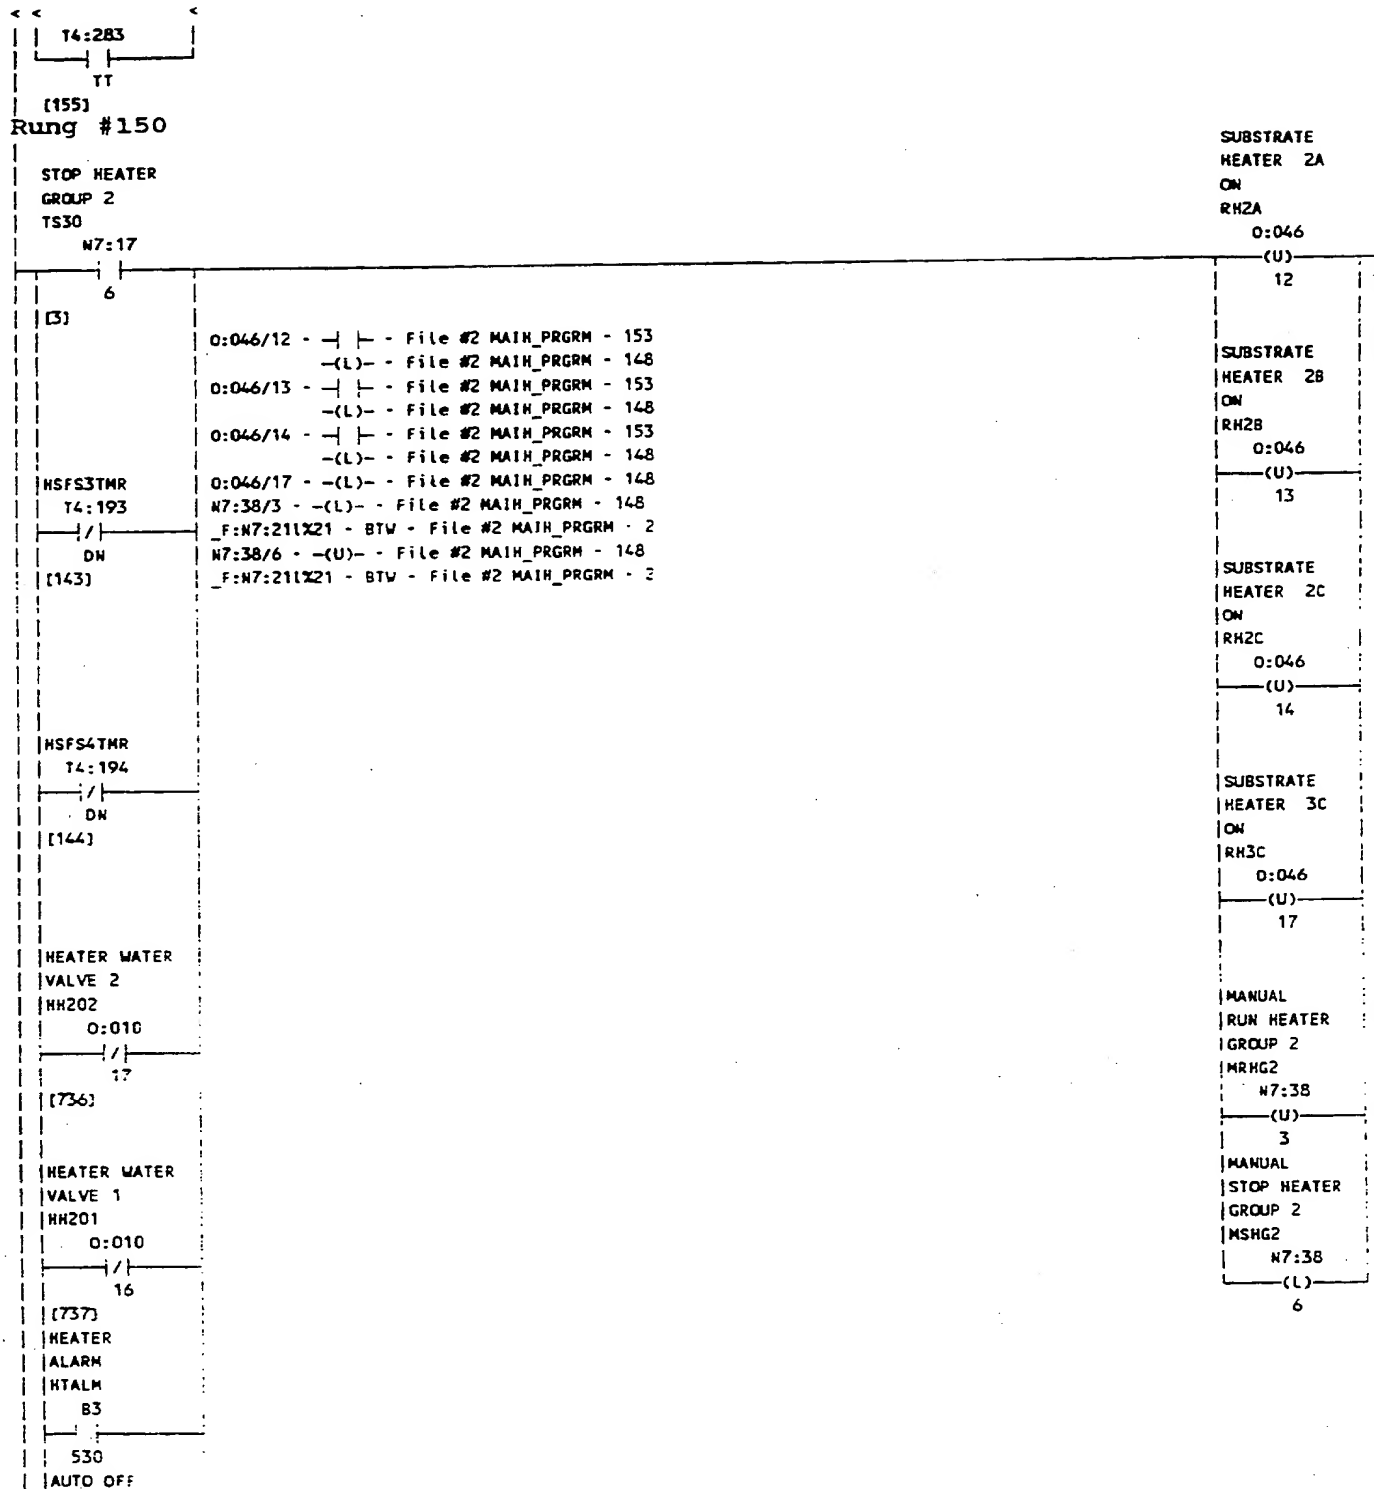 T4:283
TT
[155]
Rung #150
STOP HEATER
GROUP 2
TS30
N7:17
6
[3]
O:046/12 - -| |- - File #2 MAIN_PRGRM - 153
-(L)- - File #2 MAIN_PRGRM - 148
O:046/13 - -| |- - File #2 MAIN_PRGRM - 153
-(L)- - File #2 MAIN_PRGRM - 148
O:046/14 - -| |- - File #2 MAIN_PRGRM - 153
-(L)- - File #2 MAIN_PRGRM - 148
O:046/17 - -(L)- - File #2 MAIN_PRGRM - 148
N7:38/3 - -(L)- - File #2 MAIN_PRGRM - 148
_F:N7:211%21 - BTW - File #2 MAIN_PRGRM - 2
N7:38/6 - -(U)- - File #2 MAIN_PRGRM - 148
_F:N7:211%21 - BTW - File #2 MAIN_PRGRM -
HSFS3TMR
T4:193
DN
[143]
HSFS4TMR
T4:194
DN
[144]
HEATER WATER
VALVE 2
HH202
O:010
17
[736]
HEATER WATER
VALVE 1
HH201
O:010
16
[737]
HEATER
ALARM
HTALM
B3
530
AUTO OFF
SUBSTRATE
HEATER 2A
ON
RH2A
O:046
(U)
12
SUBSTRATE
HEATER 2B
ON
RH2B
O:046
(U)
13
SUBSTRATE
HEATER 2C
ON
RH2C
O:046
(U)
14
SUBSTRATE
HEATER 3C
ON
RH3C
O:046
(U)
17
MANUAL
RUN HEATER
GROUP 2
MRHG2
N7:38
(U)
3
MANUAL
STOP HEATER
GROUP 2
MSHG2
N7:38
(L)
6